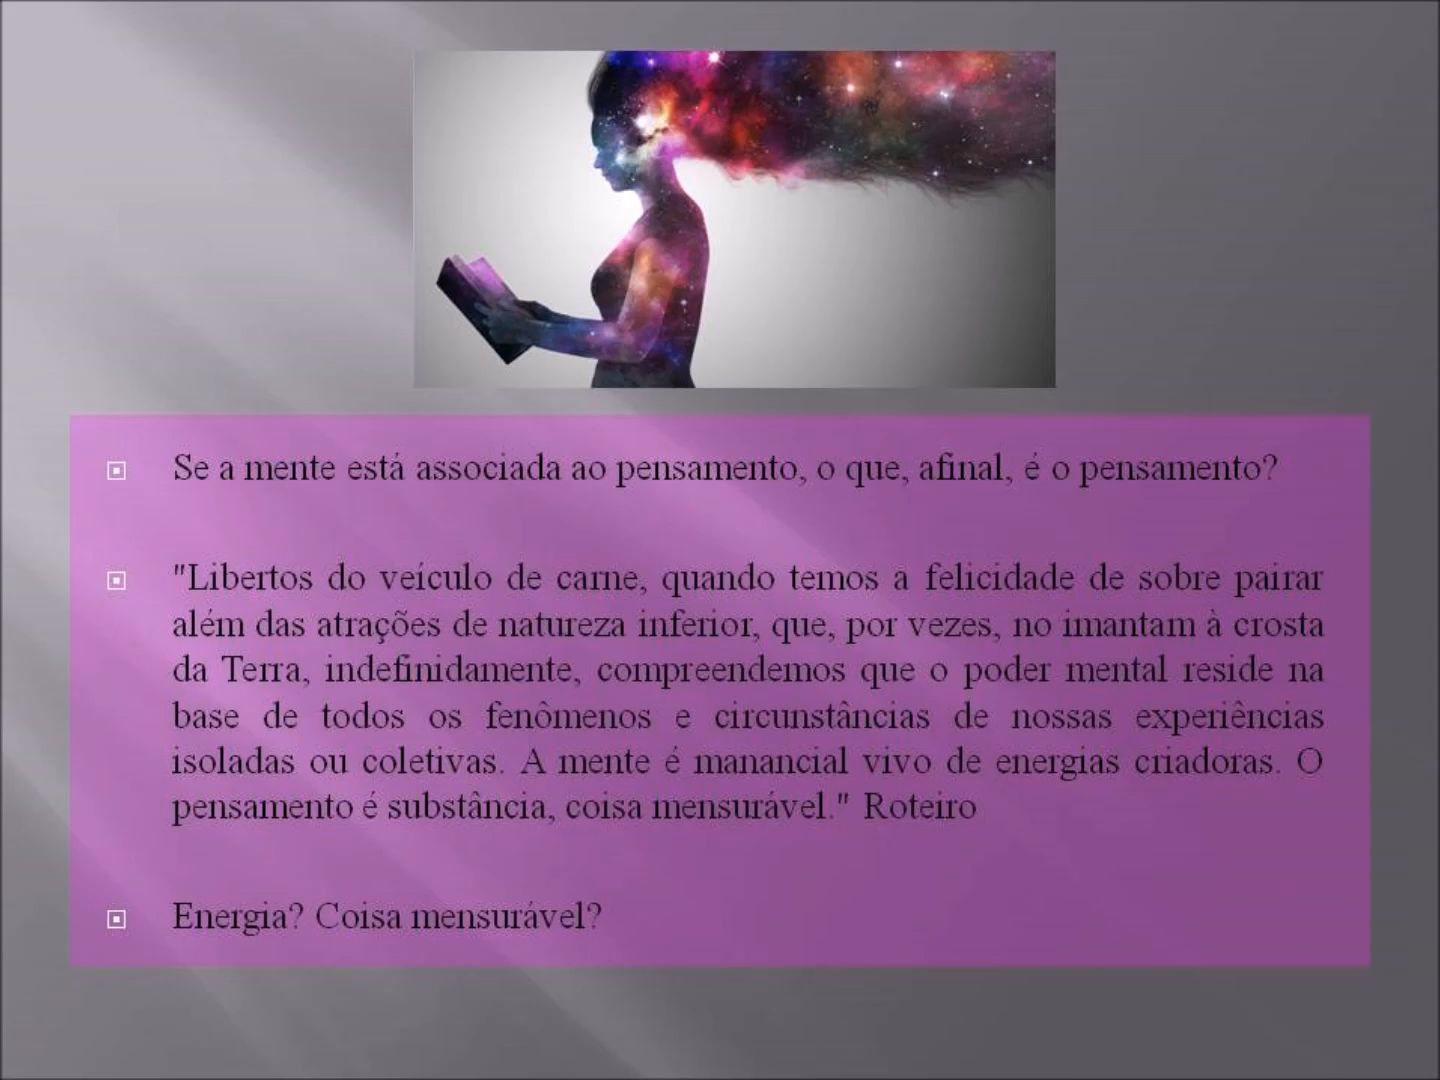 Se a mente está associada ao pensamento, o que, afinal, é o pensamento?
"Libertos do veículo de carne, quando temos a felicidade de sobre pairar
além das atrações de natureza inferior, que, por vezes, no imantam à crosta
da Terra, indefinidamente, compreendemos que o poder mental reside na
base de todos os fenômenos e circunstâncias de nossas experiências
isoladas ou coletivas. A mente é manancial vivo de energias criadoras. O
pensamento é substância, coisa mensurável." Roteiro
Energia? Coisa mensurável?